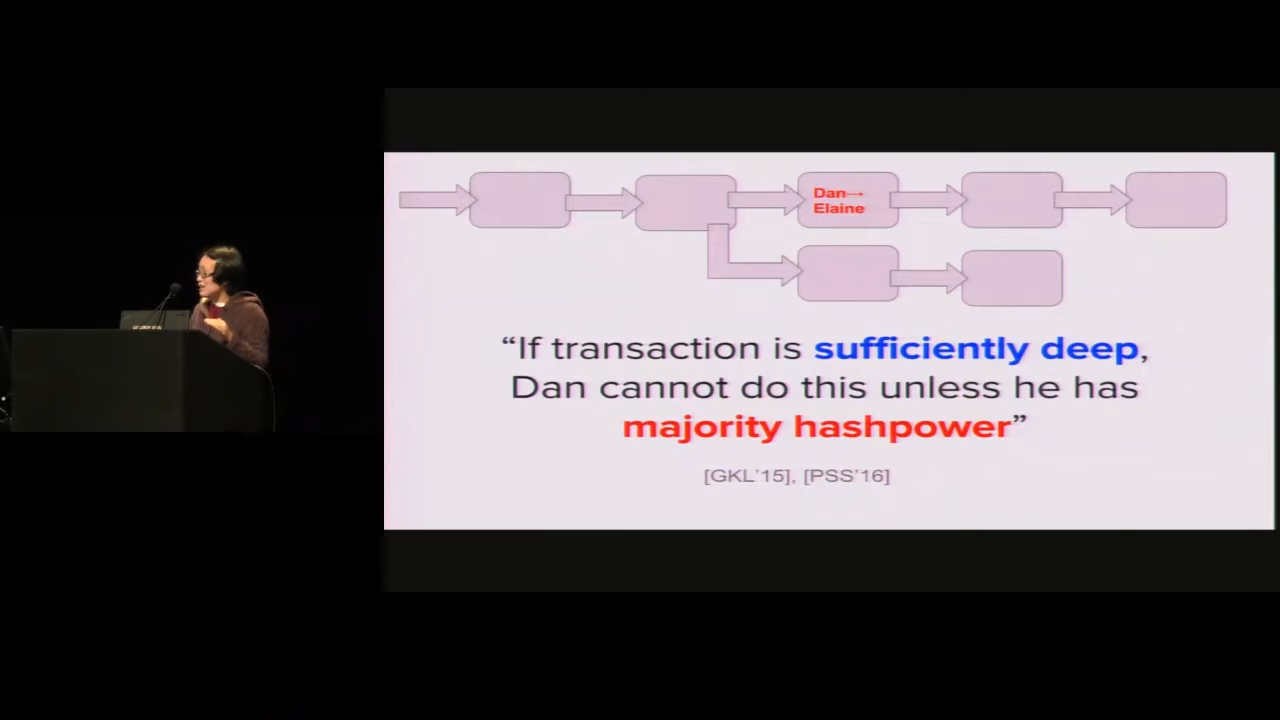 Dan→
Elaine
“If transaction is sufficiently deep,
Dan cannot do this unless he has
majority hashpower”
[GKL’15], [PSS’16]